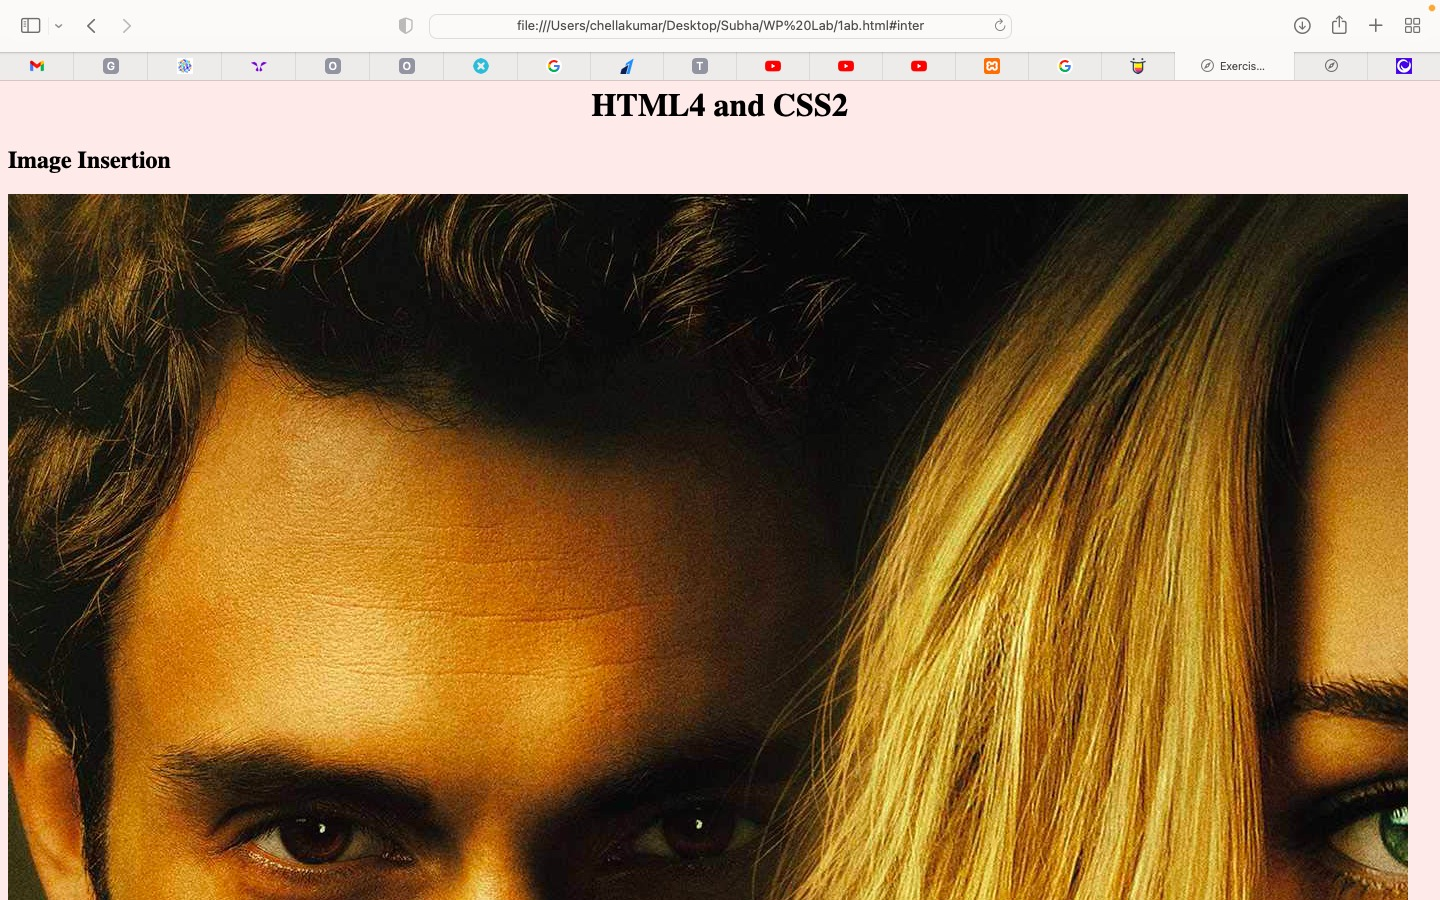 file:///Users/chellakumar/Desktop/Subha/WP%20Lab/1ab.html#inter
G
O
O
T
Exercis...
HTML4 and CSS2
Image Insertion